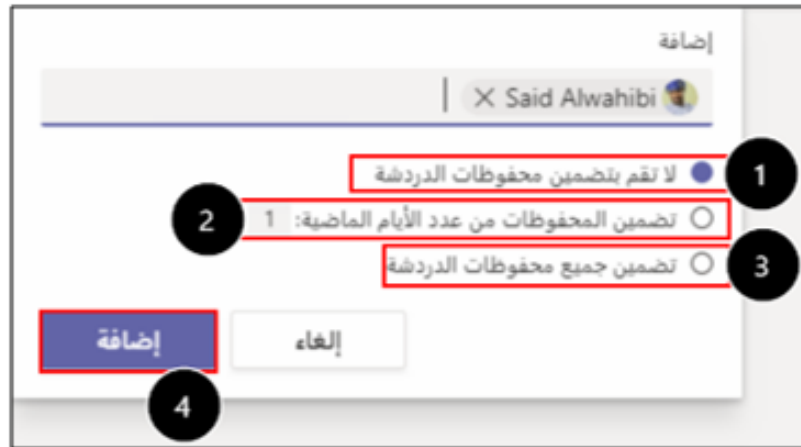 إضافة
Said Alwahibi
لا تقم بتضمين محفوظات الدردشة
1
تضمين المحفوظات من عدد الأيام الماضية: 1
2
تضمين جميع محفوظات الدردشة
3
إلغاء
إضافة
4